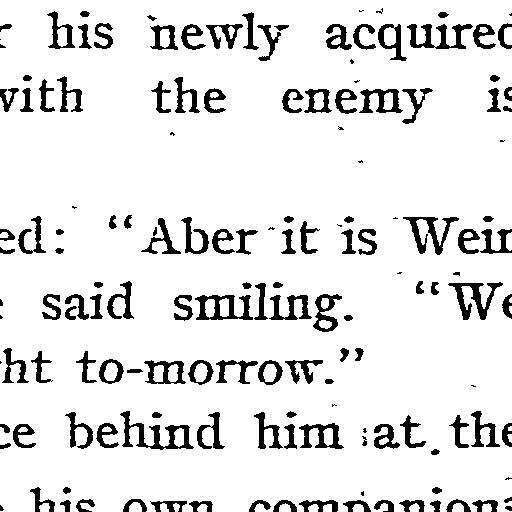 his newly acquired
with the enemy is
ed: "Aber it is Wein
said smiling. "We
ht to-morrow."
ce behind him at the
his own companions